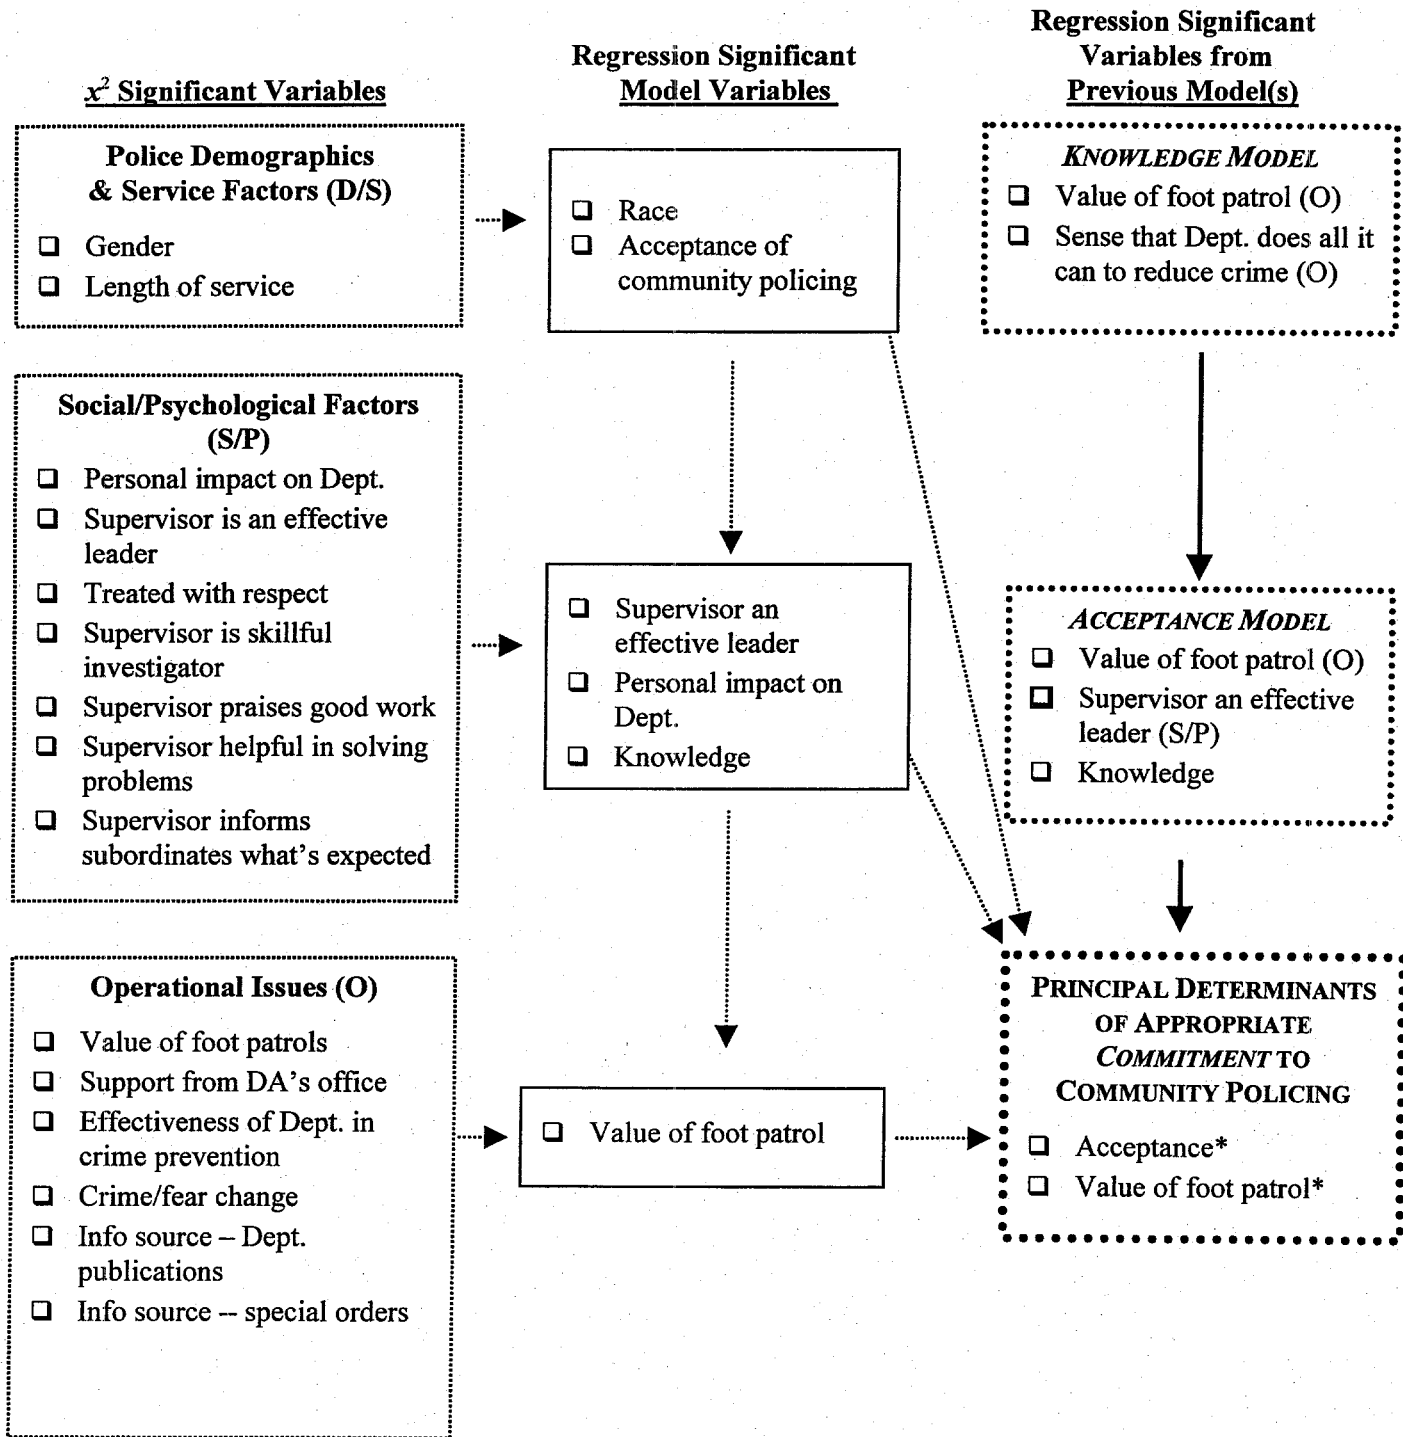 x² Significant Variables
Police Demographics
& Service Factors (D/S)
❑ Gender
❑ Length of service
Social/Psychological Factors
(S/P)
❑ Personal impact on Dept.
❑ Supervisor is an effective
leader
❑ Treated with respect
❑ Supervisor is skillful
investigator
❑ Supervisor praises good work
❑ Supervisor helpful in solving
problems
❑ Supervisor informs
subordinates what's expected
Operational Issues (O)
❑ Value of foot patrols
❑ Support from DA's office
❑ Effectiveness of Dept. in
crime prevention
❑ Crime/fear change
❑ Info source – Dept.
publications
❑ Info source -- special orders
Regression Significant
Model Variables
❑ Race
❑ Acceptance of
community policing
❑ Supervisor an
effective leader
❑ Personal impact on
Dept.
❑ Knowledge
❑ Value of foot patrol
Regression Significant
Variables from
Previous Model(s)
KNOWLEDGE MODEL
❑ Value of foot patrol (O)
❑ Sense that Dept. does all it
can to reduce crime (O)
ACCEPTANCE MODEL
❑ Value of foot patrol (O)
❑ Supervisor an effective
leader (S/P)
❑ Knowledge
PRINCIPAL DETERMINANTS
OF APPROPRIATE
COMMITMENT TO
COMMUNITY POLICING
❑ Acceptance*
❑ Value of foot patrol*